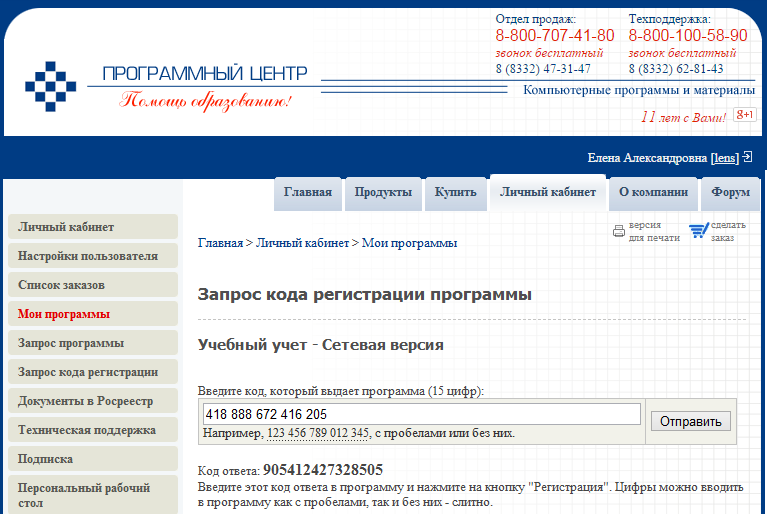 Отдел продаж: Техподдержка:
8-800-707-41-80 8-800-100-58-90
звонок бесплатный звонок бесплатный
8 (8332) 47-31-47 8 (8332) 62-81-43
ПРОГРАММНЫЙ ЦЕНТР
Помощь образованию!
Компьютерные программы и материалы
11 лет с Вами! g+1
Елена Александровна [lens]
Главная Продукты Купить Личный кабинет О компании Форум
Личный кабинет
Настройки пользователя
Список заказов
Мои программы
Запрос программы
Запрос кода регистрации
Документы в Росреестр
Техническая поддержка
Подписка
Персональный рабочий
стол
версия
для печати
сделать
заказ
Главная > Личный кабинет > Мои программы
Запрос кода регистрации программы
Учебный учет - Сетевая версия
Введите код, который выдает программа (15 цифр):
418 888 672 416 205
Отправить
Например, 123 456 789 012 345, с пробелами или без них.
Код ответа: 905412427328505
Введите этот код ответа в программу и нажмите на кнопку "Регистрация". Цифры можно вводить
в программу как с пробелами, так и без них - слитно.